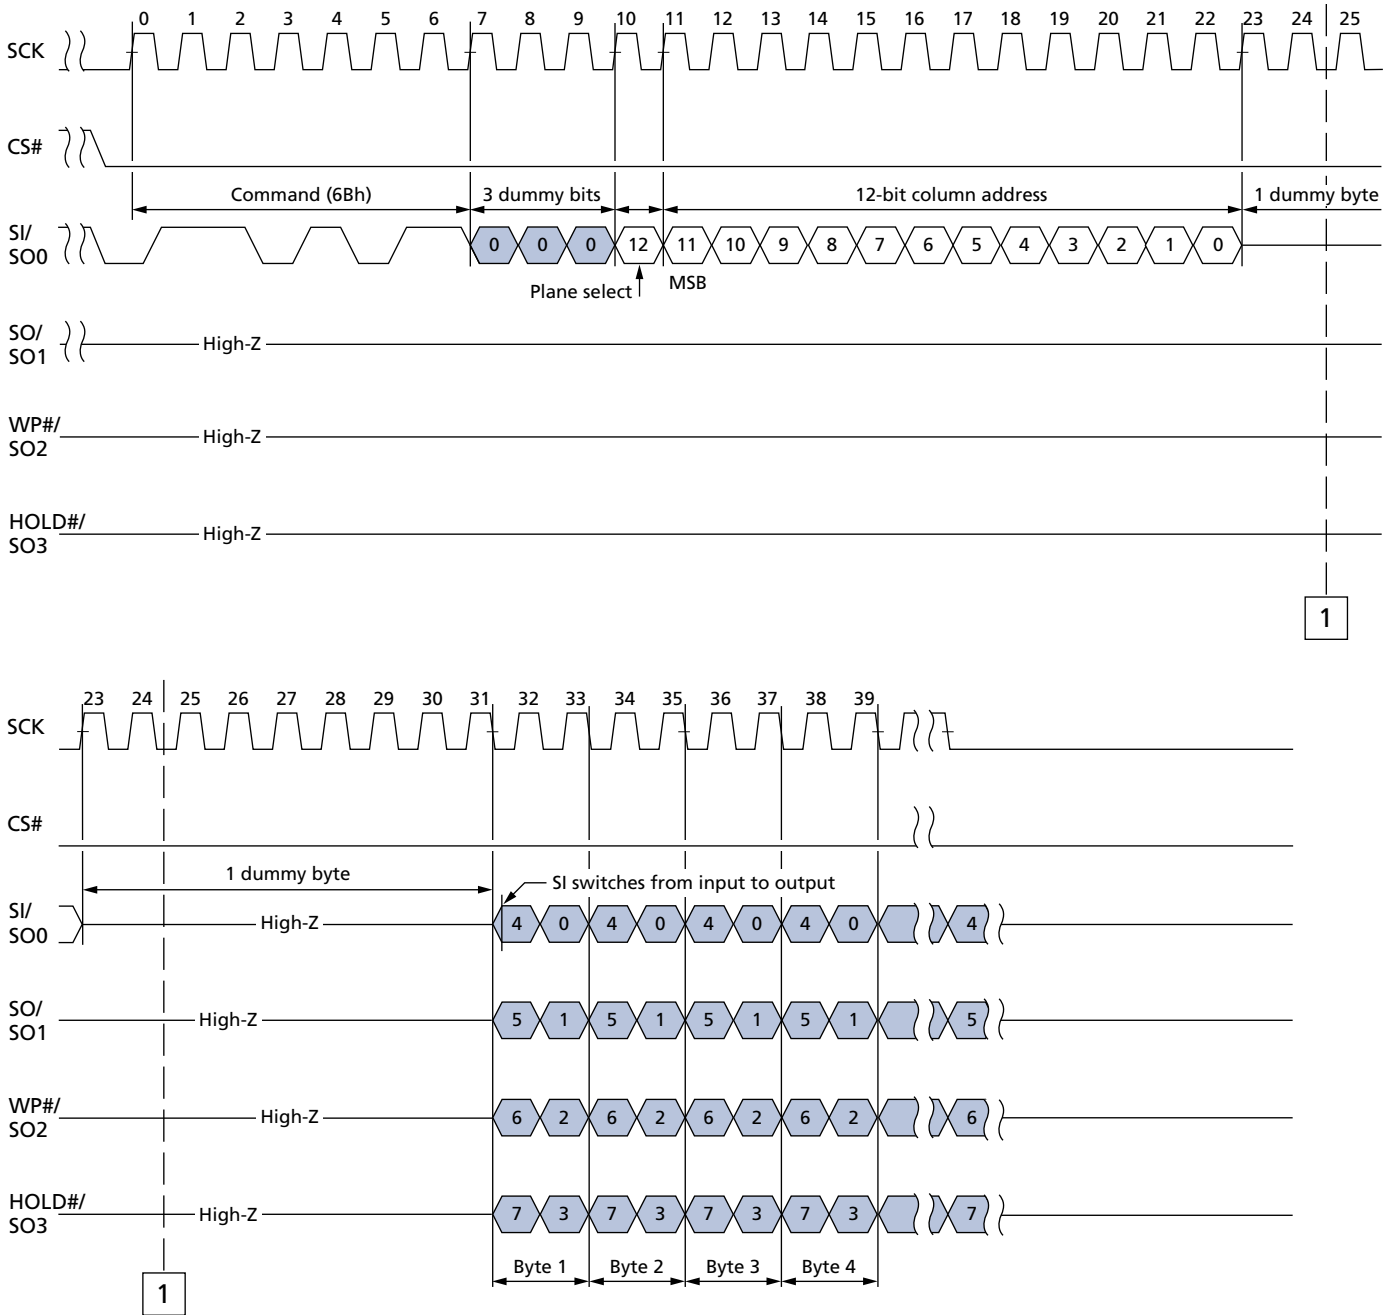 0 1 2 3 4 5 6 7 8 9 10 11 12 13 14 15 16 17 18 19 20 21 22 23 24 25
SCK
CS#
Command (6Bh) 3 dummy bits 12-bit column address 1 dummy byte
SI/
SO0
0 0 0 12 11 10 9 8 7 6 5 4 3 2 1 0
Plane select MSB
SO/
SO1
High-Z
WP#/
SO2
High-Z
HOLD#/
SO3
High-Z
1
23 24 25 26 27 28 29 30 31 32 33 34 35 36 37 38 39
SCK
CS#
1 dummy byte
SI switches from input to output
SI/
SO0
High-Z 4 0 4 0 4 0 4 0 4
SO/
SO1
High-Z 5 1 5 1 5 1 5 1 5
WP#/
SO2
High-Z 6 2 6 2 6 2 6 2 6
HOLD#/
SO3
High-Z 7 3 7 3 7 3 7 3 7
Byte 1 Byte 2 Byte 3 Byte 4
1